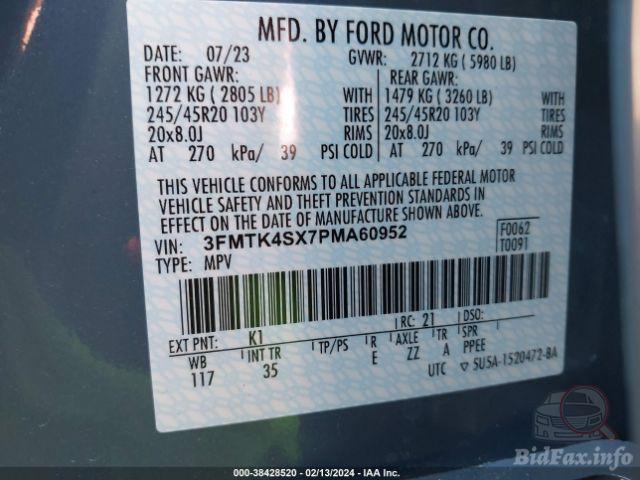 MFD. BY FORD MOTOR CO.
DATE: 07/23 GVWR: 2712 KG ( 5980 LB)
FRONT GAWR: REAR GAWR:
1272 KG ( 2805 LB) WITH 1479 KG ( 3260 LB) WITH
245/45R20 103Y TIRES 245/45R20 103Y TIRES
20x8.0J RIMS 20x8.0J RIMS
AT 270 kPa/ 39 PSI COLD AT 270 kPa/ 39 PSI COLD
THIS VEHICLE CONFORMS TO ALL APPLICABLE FEDERAL MOTOR
VEHICLE SAFETY AND THEFT PREVENTION STANDARDS IN
EFFECT ON THE DATE OF MANUFACTURE SHOWN ABOVE.
VIN: 3FMTK4SX7PMA60952 F0062
TYPE: MPV T0091
EXT PNT: K1 RC: 21 DSO:
WB INT TR TP/PS R AXLE TR SPR
117 35 E ZZ A PPEE
UTC 5U5A-1520472-BA
BidFax.info
000-38428520 - 02/13/2024 - IAA Inc.